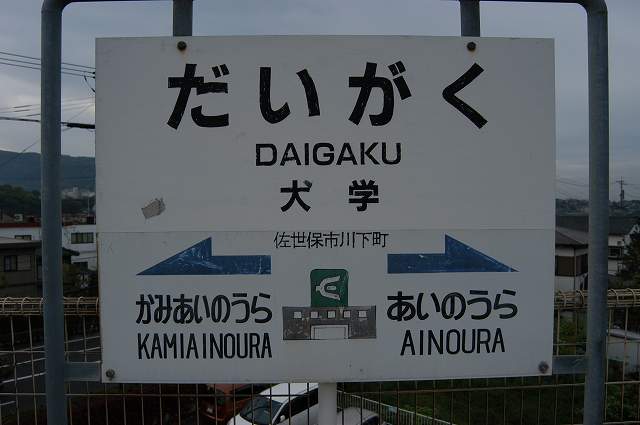 だいがく
DAIGAKU
犬学
佐世保市川下町
かみあいのうら あいのうら
KAMIAINOURA AINOURA